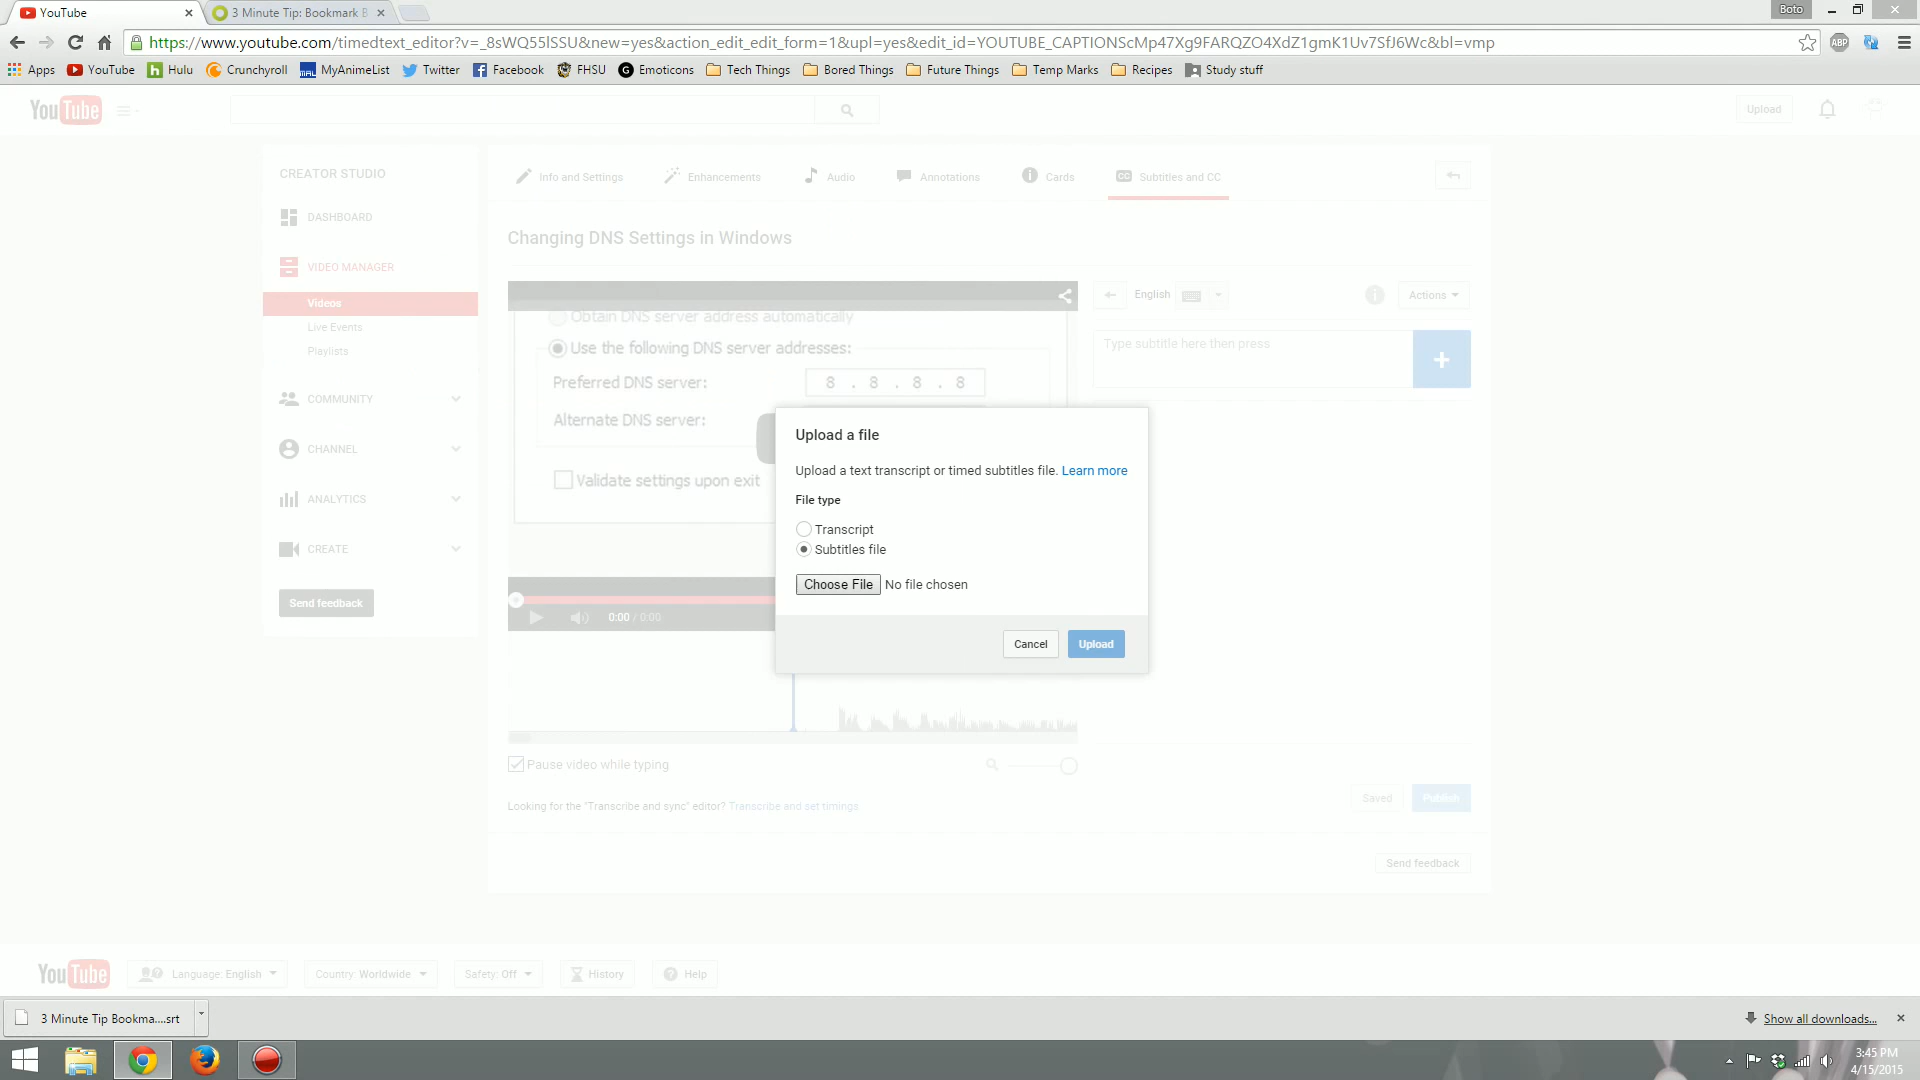 YouTube
3 Minute Tip: Bookmark B
Boto
https://www.youtube.com/timedtext_editor?v=_8sWQ55lSSU&new=yes&action_edit_edit_form=1&upl=yes&edit_id=YOUTUBE_CAPTIONScMp47Xg9FARQZO4XdZ1gmK1Uv7SfJ6Wc&bl=vmp
ABP
Apps YouTube Hulu Crunchyroll MyAnimeList Twitter Facebook FHSU Emoticons Tech Things Bored Things Future Things Temp Marks Recipes Study stuff
YouTube
Upload
CREATOR STUDIO
DASHBOARD
VIDEO MANAGER
Videos
Live Events
Playlists
COMMUNITY
CHANNEL
ANALYTICS
CREATE
Send feedback
Info and Settings Enhancements Audio Annotations Cards CC Subtitles and CC
Changing DNS Settings in Windows
Obtain DNS server address automatically
Use the following DNS server addresses:
Preferred DNS server: 8 . 8 . 8 . 8
Alternate DNS server:
Validate settings upon exit
0:00 / 0:00
English
Actions
Type subtitle here then press
+
Upload a file
Upload a text transcript or timed subtitles file. Learn more
File type
Transcript
Subtitles file
Choose File No file chosen
Cancel Upload
Pause video while typing
Looking for the "Transcribe and sync" editor? Transcribe and set timings
Saved Publish
Send feedback
YouTube Language: English Country: Worldwide Safety: Off History Help
3 Minute Tip Bookma....srt
Show all downloads...
3:45 PM
4/15/2015